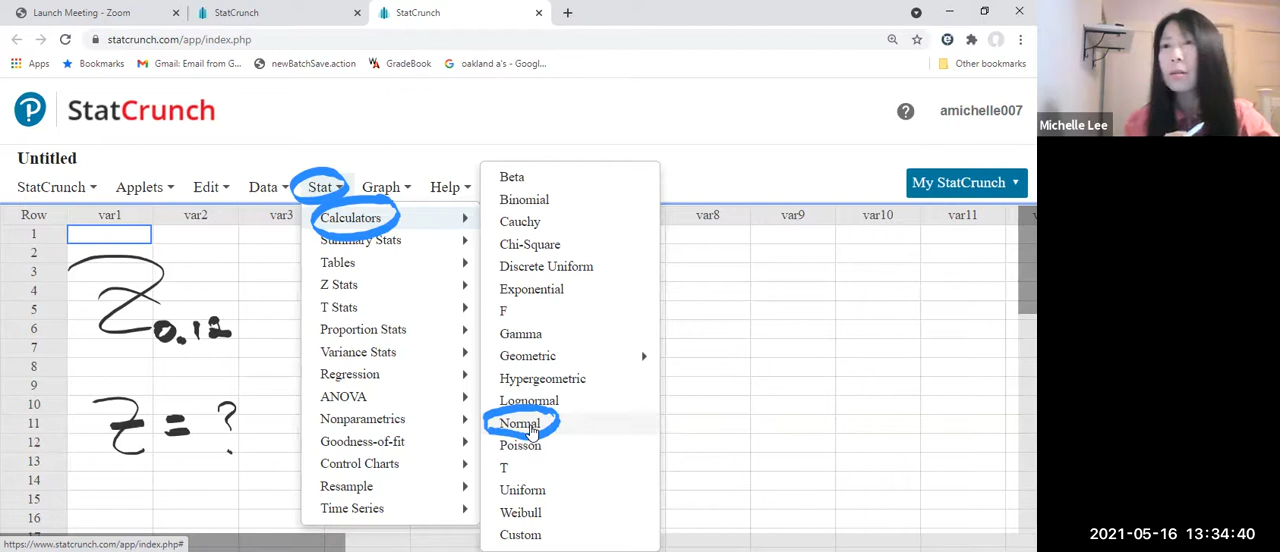 Launch Meeting - Zoom
StatCrunch
StatCrunch
statcrunch.com/app/index.php
Apps
Bookmarks
Gmail: Email from G...
newBatchSave.action
GradeBook
oakland a's - Googl...
Other bookmarks
P
StatCrunch
amichelle007
Untitled
StatCrunch
Applets
Edit
Data
Stat
Graph
Help
My StatCrunch
Row var1 var2 var3 var8 var9 var10 var11
1
2
3
4
5
6
7
8
9
10
11
12
13
14
15
16
17
Z0.12
z = ?
Calculators
Summary Stats
Tables
Z Stats
T Stats
Proportion Stats
Variance Stats
Regression
ANOVA
Nonparametrics
Goodness-of-fit
Control Charts
Resample
Time Series
Beta
Binomial
Cauchy
Chi-Square
Discrete Uniform
Exponential
F
Gamma
Geometric
Hypergeometric
Lognormal
Normal
Poisson
T
Uniform
Weibull
Custom
https://www.statcrunch.com/app/index.php#
Michelle Lee
2021-05-16 13:34:40